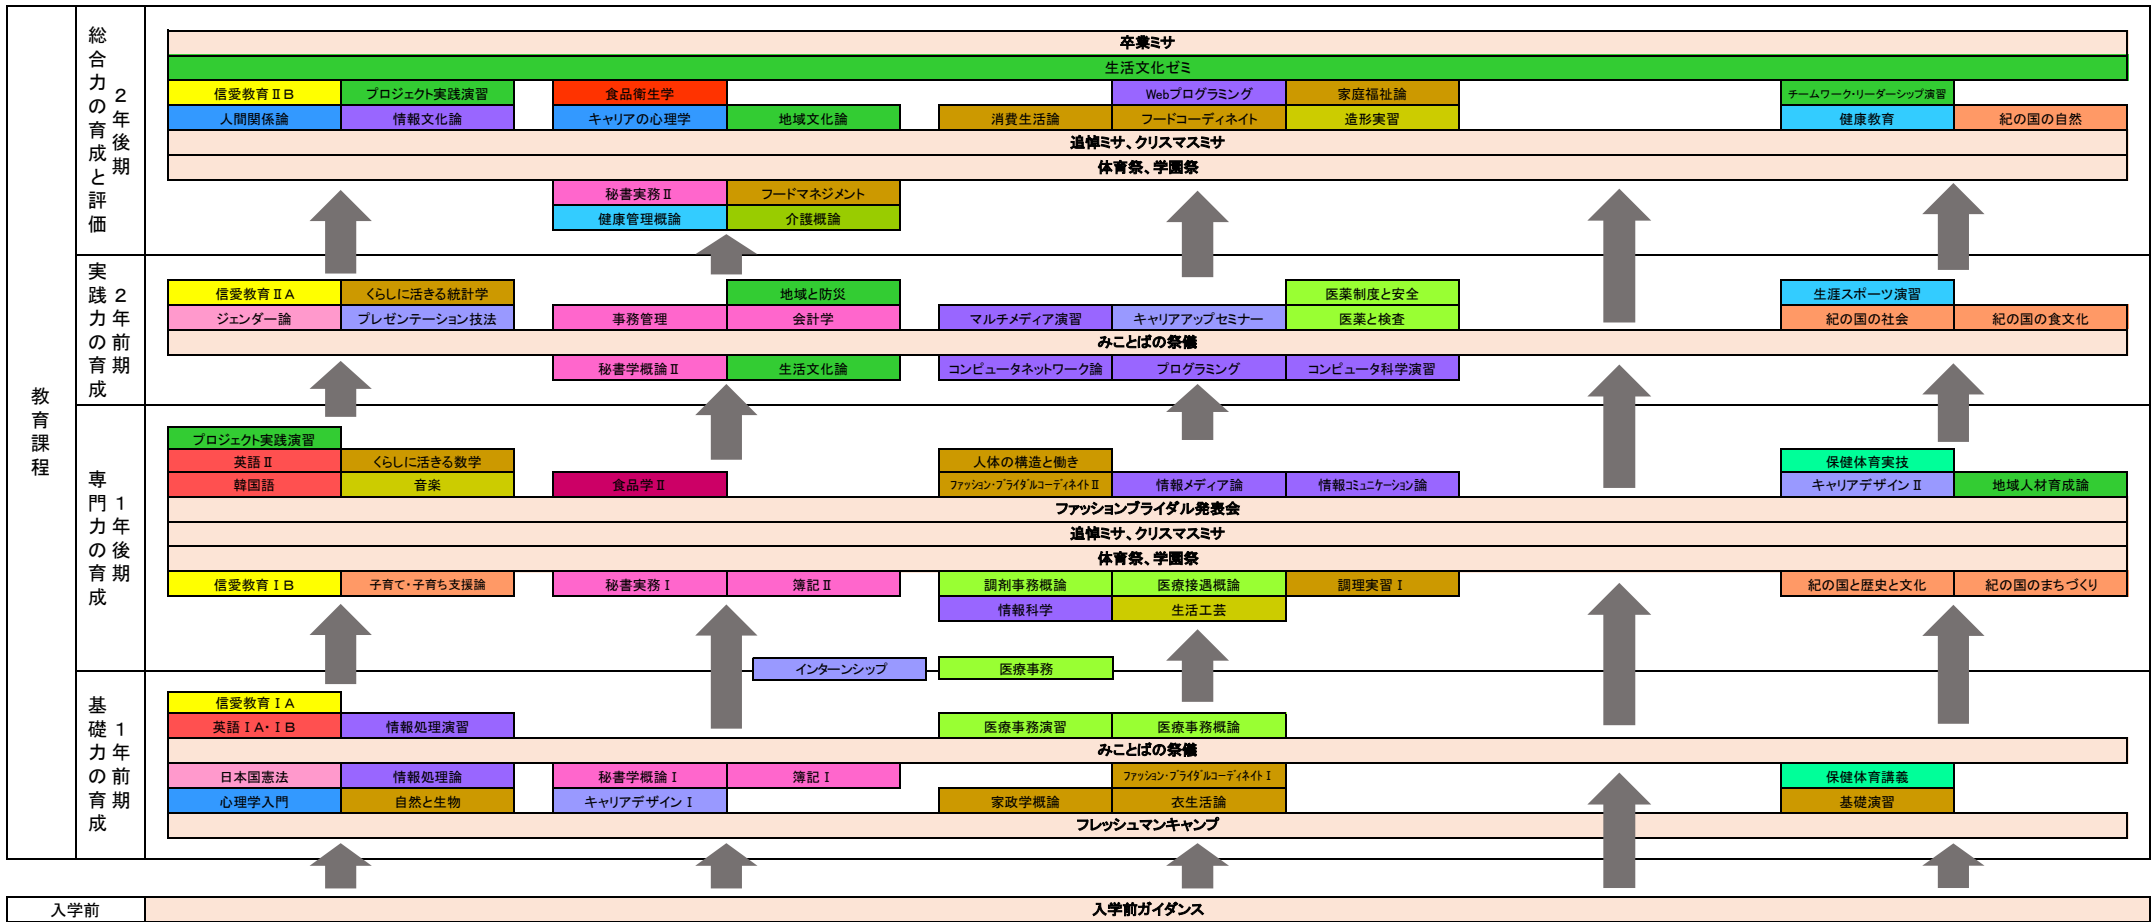 教育課程
総合力の育成と評価
2年後期
卒業ミサ
生活文化ゼミ
信愛教育ⅡB プロジェクト実践演習 食品衛生学 Webプログラミング 家庭福祉論 チームワーク・リーダーシップ演習
人間関係論 情報文化論 キャリアの心理学 地域文化論 消費生活論 フードコーディネイト 造形実習 健康教育 紀の国の自然
追悼ミサ、クリスマスミサ
体育祭、学園祭
秘書実務Ⅱ フードマネジメント
健康管理概論 介護概論
実践力の育成
2年前期
信愛教育ⅡA くらしに活きる統計学 地域と防災 医薬制度と安全 生涯スポーツ演習
ジェンダー論 プレゼンテーション技法 事務管理 会計学 マルチメディア演習 キャリアアップセミナー 医薬と検査 紀の国の社会 紀の国の食文化
みことばの祭儀
秘書学概論Ⅱ 生活文化論 コンピュータネットワーク論 プログラミング コンピュータ科学演習
専門力の育成
1年後期
プロジェクト実践演習
英語Ⅱ くらしに活きる数学 人体の構造と働き 保健体育実技
韓国語 音楽 食品学Ⅱ ファッション・ブライダルコーディネイトⅡ 情報メディア論 情報コミュニケーション論 キャリアデザインⅡ 地域人材育成論
ファッションブライダル発表会
追悼ミサ、クリスマスミサ
体育祭、学園祭
信愛教育ⅠB 子育て・子育ち支援論 秘書実務Ⅰ 簿記Ⅱ 調剤事務概論 医療接遇概論 調理実習Ⅰ 紀の国と歴史と文化 紀の国のまちづくり
情報科学 生活工芸
インターンシップ 医療事務
基礎力の育成
1年前期
信愛教育ⅠA
英語ⅠA・ⅠB 情報処理演習 医療事務演習 医療事務概論
みことばの祭儀
日本国憲法 情報処理論 秘書学概論Ⅰ 簿記Ⅰ ファッション・ブライダルコーディネイトⅠ 保健体育講義
心理学入門 自然と生物 キャリアデザインⅠ 家政学概論 衣生活論 基礎演習
フレッシュマンキャンプ
入学前 入学前ガイダンス